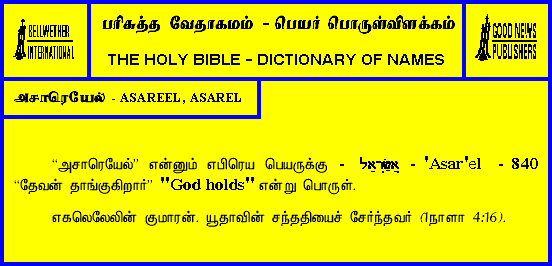 BELLWETHER
INTERNATIONAL
பரிசுத்த வேதாகமம் - பெயர் பொருள்விளக்கம்
THE HOLY BIBLE - DICTIONARY OF NAMES
GOOD NEWS
PUBLISHERS
அசாரெயேல் - ASAREEL, ASAREL
“அசாரெயேல்” என்னும் எபிரெய பெயருக்கு - אֲשַׂרְאֵל - 'Asar'el - 840
“தேவன் தாங்குகிறார்” "God holds" என்று பொருள்.
எகலெலேலின் குமாரன். யூதாவின் சந்ததியைச் சேர்ந்தவர் (1நாளா 4:16).